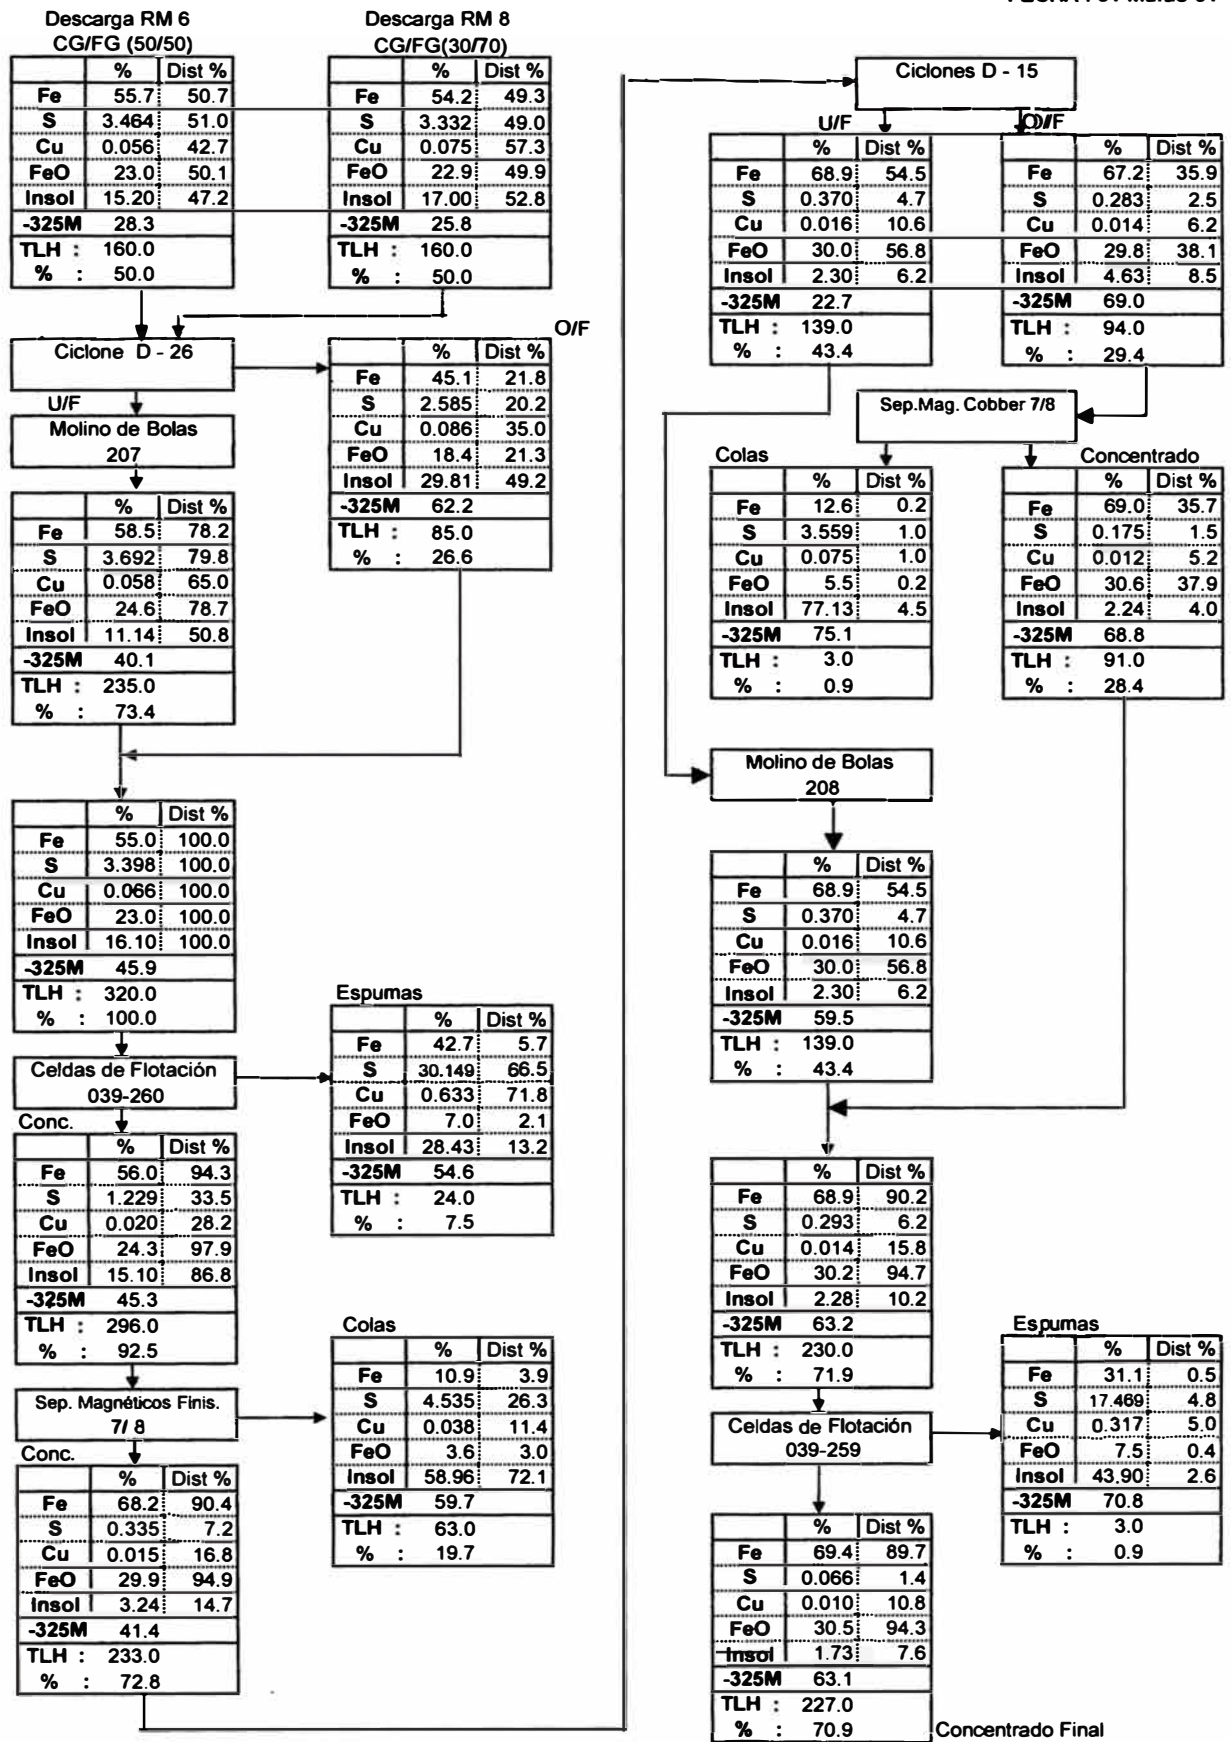 Descarga RM 6
CG/FG (50/50)
% Dist %
Fe 55.7 50.7
S 3.464 51.0
Cu 0.056 42.7
FeO 23.0 50.1
Insol 15.20 47.2
-325M 28.3
TLH : 160.0
% : 50.0
Descarga RM 8
CG/FG(30/70)
% Dist %
Fe 54.2 49.3
S 3.332 49.0
Cu 0.075 57.3
FeO 22.9 49.9
Insol 17.00 52.8
-325M 25.8
TLH : 160.0
% : 50.0
Ciclone D - 26
O/F
% Dist %
Fe 45.1 21.8
S 2.585 20.2
Cu 0.086 35.0
FeO 18.4 21.3
Insol 29.81 49.2
-325M 62.2
TLH : 85.0
% : 26.6
U/F
Molino de Bolas
207
% Dist %
Fe 58.5 78.2
S 3.692 79.8
Cu 0.058 65.0
FeO 24.6 78.7
Insol 11.14 50.8
-325M 40.1
TLH : 235.0
% : 73.4
% Dist %
Fe 55.0 100.0
S 3.398 100.0
Cu 0.066 100.0
FeO 23.0 100.0
Insol 16.10 100.0
-325M 45.9
TLH : 320.0
% : 100.0
Celdas de Flotación
039-260
Espumas
% Dist %
Fe 42.7 5.7
S 30.149 66.5
Cu 0.633 71.8
FeO 7.0 2.1
Insol 28.43 13.2
-325M 54.6
TLH : 24.0
% : 7.5
Conc.
% Dist %
Fe 56.0 94.3
S 1.229 33.5
Cu 0.020 28.2
FeO 24.3 97.9
Insol 15.10 86.8
-325M 45.3
TLH : 296.0
% : 92.5
Sep. Magnéticos Finis.
7/ 8
Colas
% Dist %
Fe 10.9 3.9
S 4.535 26.3
Cu 0.038 11.4
FeO 3.6 3.0
Insol 58.96 72.1
-325M 59.7
TLH : 63.0
% : 19.7
Conc.
% Dist %
Fe 68.2 90.4
S 0.335 7.2
Cu 0.015 16.8
FeO 29.9 94.9
Insol 3.24 14.7
-325M 41.4
TLH : 233.0
% : 72.8
Ciclones D - 15
U/F
% Dist %
Fe 68.9 54.5
S 0.370 4.7
Cu 0.016 10.6
FeO 30.0 56.8
Insol 2.30 6.2
-325M 22.7
TLH : 139.0
% : 43.4
% Dist %
Fe 67.2 35.9
S 0.283 2.5
Cu 0.014 6.2
FeO 29.8 38.1
Insol 4.63 8.5
-325M 69.0
TLH : 94.0
% : 29.4
Sep.Mag. Cobber 7/8
Colas
% Dist %
Fe 12.6 0.2
S 3.559 1.0
Cu 0.075 1.0
FeO 5.5 0.2
Insol 77.13 4.5
-325M 75.1
TLH : 3.0
% : 0.9
Concentrado
% Dist %
Fe 69.0 35.7
S 0.175 1.5
Cu 0.012 5.2
FeO 30.6 37.9
Insol 2.24 4.0
-325M 68.8
TLH : 91.0
% : 28.4
Molino de Bolas
208
% Dist %
Fe 68.9 54.5
S 0.370 4.7
Cu 0.016 10.6
FeO 30.0 56.8
Insol 2.30 6.2
-325M 59.5
TLH : 139.0
% : 43.4
% Dist %
Fe 68.9 90.2
S 0.293 6.2
Cu 0.014 15.8
FeO 30.2 94.7
Insol 2.28 10.2
-325M 63.2
TLH : 230.0
% : 71.9
Celdas de Flotación
039-259
Espumas
% Dist %
Fe 31.1 0.5
S 17.469 4.8
Cu 0.317 5.0
FeO 7.5 0.4
Insol 43.90 2.6
-325M 70.8
TLH : 3.0
% : 0.9
% Dist %
Fe 69.4 89.7
S 0.066 1.4
Cu 0.010 10.8
FeO 30.5 94.3
Insol 1.73 7.6
-325M 63.1
TLH : 227.0
% : 70.9
Concentrado Final